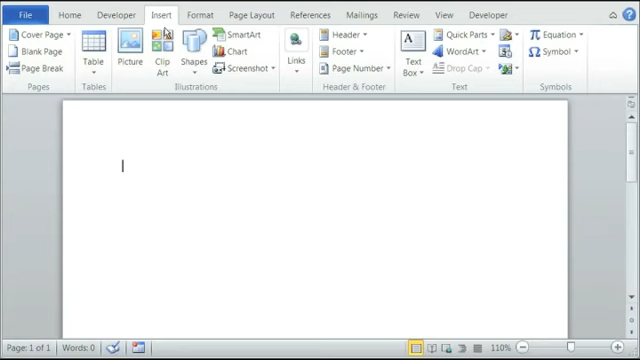 File Home Developer Insert Format Page Layout References Mailings Review View Developer
Cover Page
Blank Page
Page Break
Pages
Table
Tables
Picture
Clip
Art
Shapes
SmartArt
Chart
Screenshot
Illustrations
Links
Header
Footer
Page Number
Header & Footer
A
Text
Box
Quick Parts
WordArt
Drop Cap
Text
π Equation
Ω Symbol
Symbols
Page: 1 of 1 Words: 0 110%